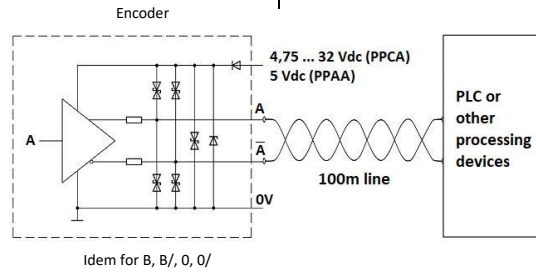 Encoder
4,75 ... 32 Vdc (PPCA)
5 Vdc (PPAA)
A
A
A
0V
100m line
PLC or
other
processing
devices
Idem for B, B/, 0, 0/